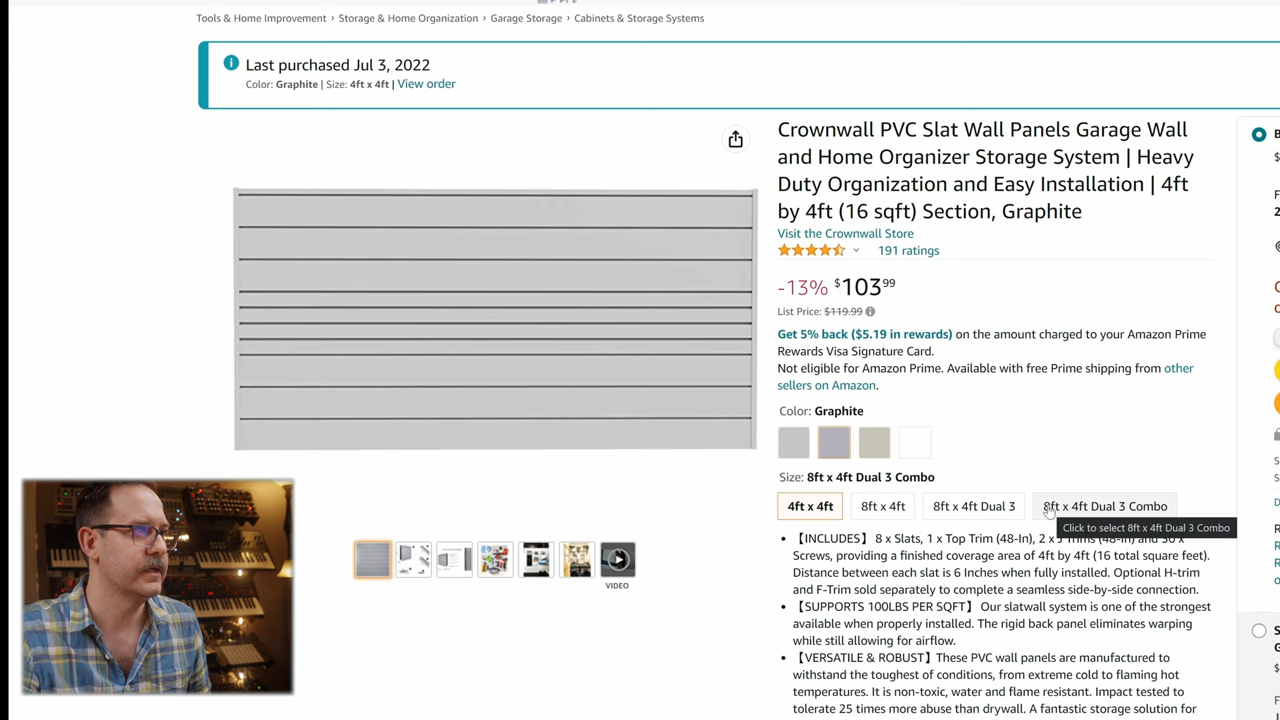 Tools & Home Improvement › Storage & Home Organization › Garage Storage › Cabinets & Storage Systems
Last purchased Jul 3, 2022
Color: Graphite | Size: 4ft x 4ft | View order
Crownwall PVC Slat Wall Panels Garage Wall
and Home Organizer Storage System | Heavy
Duty Organization and Easy Installation | 4ft
by 4ft (16 sqft) Section, Graphite
Visit the Crownwall Store
191 ratings
-13% $103 99
List Price: $119.99
Get 5% back ($5.19 in rewards) on the amount charged to your Amazon Prime
Rewards Visa Signature Card.
Not eligible for Amazon Prime. Available with free Prime shipping from other
sellers on Amazon.
Color: Graphite
Size: 8ft x 4ft Dual 3 Combo
4ft x 4ft 8ft x 4ft 8ft x 4ft Dual 3 8ft x 4ft Dual 3 Combo
Click to select 8ft x 4ft Dual 3 Combo
• 【INCLUDES】 8 x Slats, 1 x Top Trim (48-In), 2 x J Trims (48-In) and 30 x
Screws, providing a finished coverage area of 4ft by 4ft (16 total square feet).
Distance between each slat is 6 Inches when fully installed. Optional H-trim
and F-Trim sold separately to complete a seamless side-by-side connection.
• 【SUPPORTS 100LBS PER SQFT】 Our slatwall system is one of the strongest
available when properly installed. The rigid back panel eliminates warping
while still allowing for airflow.
• 【VERSATILE & ROBUST】These PVC wall panels are manufactured to
withstand the toughest of conditions, from extreme cold to flaming hot
temperatures. It is non-toxic, water and flame resistant. Impact tested to
tolerate 25 times more abuse than drywall. A fantastic storage solution for
VIDEO